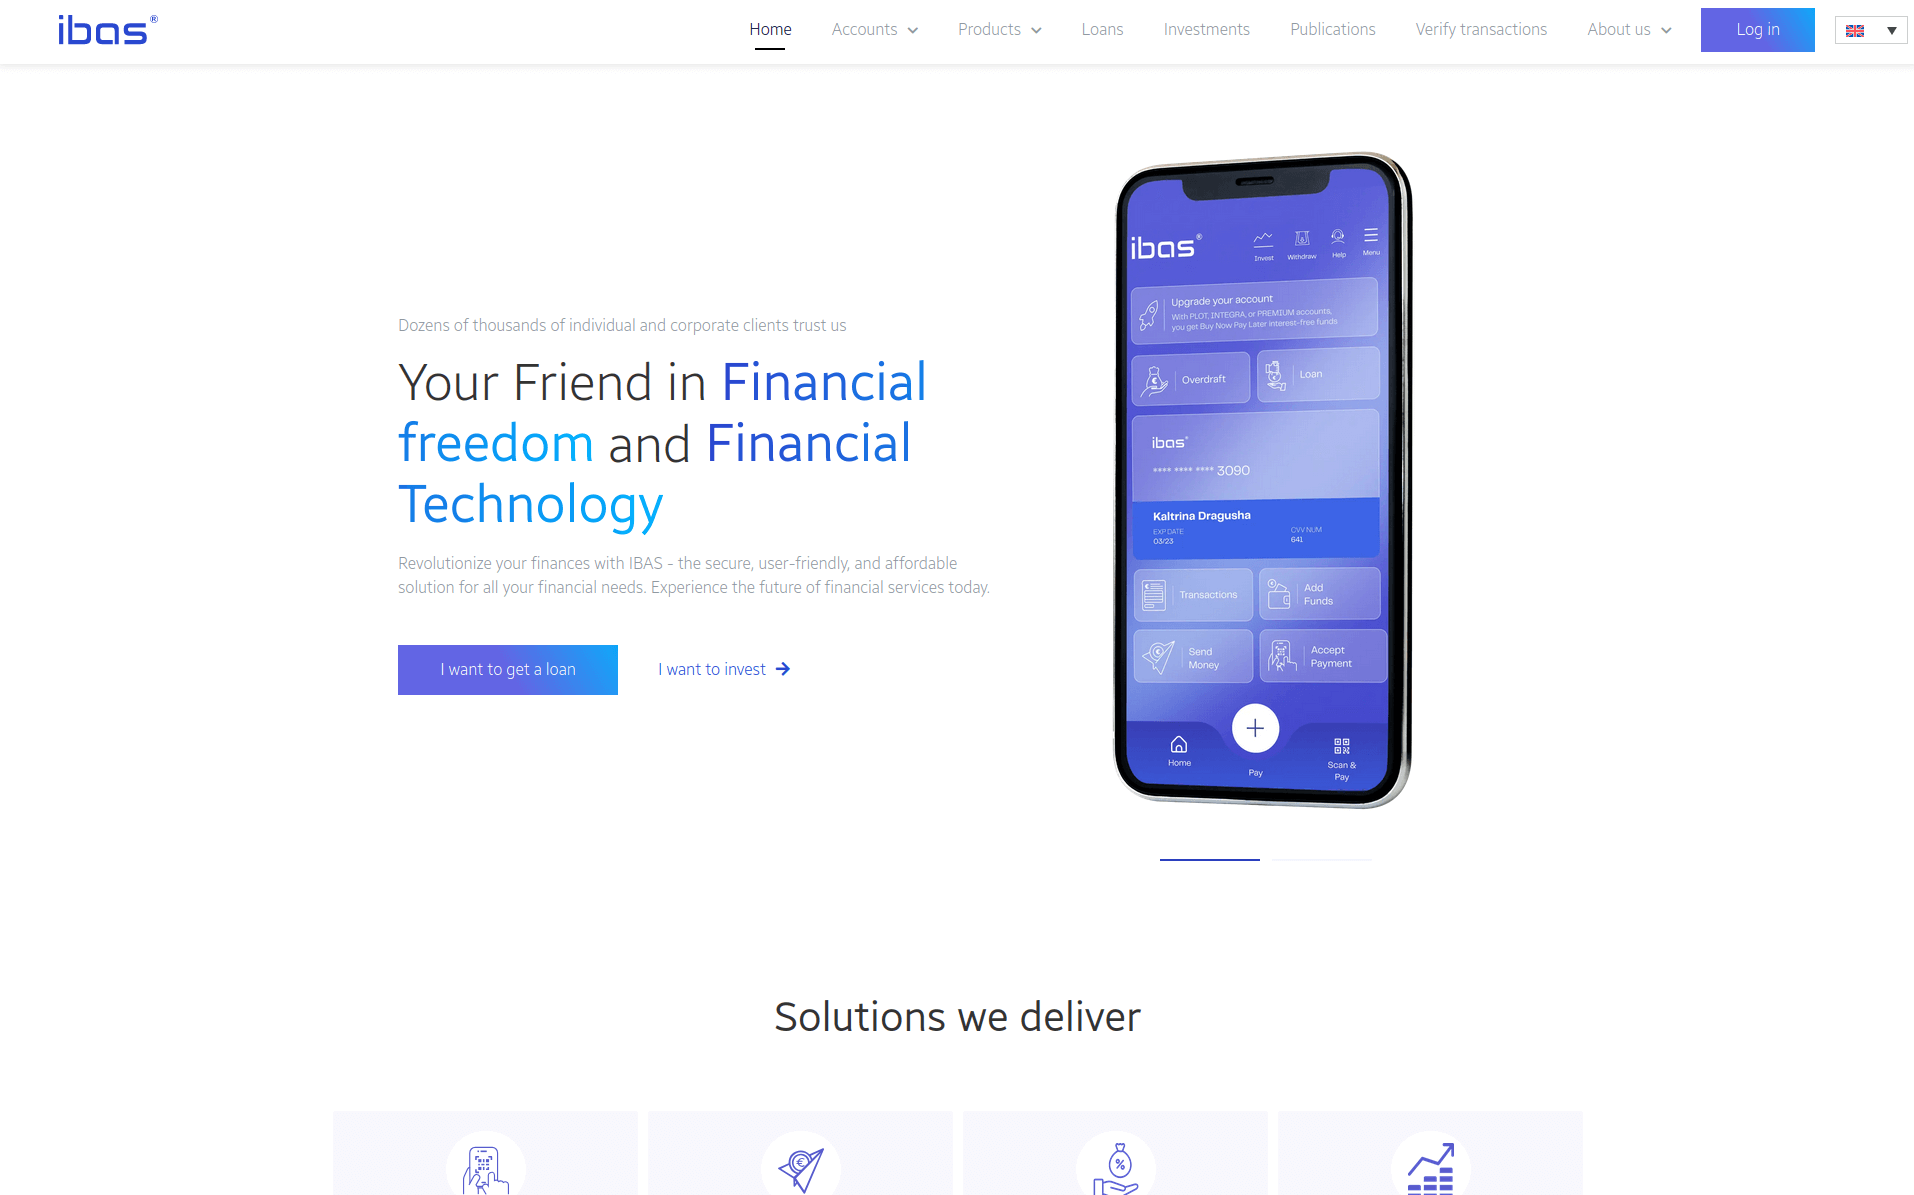 ibas®
Home
Accounts
Products
Loans
Investments
Publications
Verify transactions
About us
Log in
Dozens of thousands of individual and corporate clients trust us
Your Friend in Financial
freedom and Financial
Technology
Revolutionize your finances with IBAS - the secure, user-friendly, and affordable
solution for all your financial needs. Experience the future of financial services today.
I want to get a loan
I want to invest
ibas®
Invest
Withdraw
Help
Menu
Upgrade your account
With PLOT, INTEGRA, or PREMIUM accounts,
you get Buy Now Pay Later interest-free funds
Overdraft
Loan
ibas®
**** **** **** 3090
Kaltrina Dragusha
EXP DATE
CVV NUM
03/23
641
Transactions
Add
Funds
Send
Money
Accept
Payment
Home
Pay
Scan &
Pay
Solutions we deliver